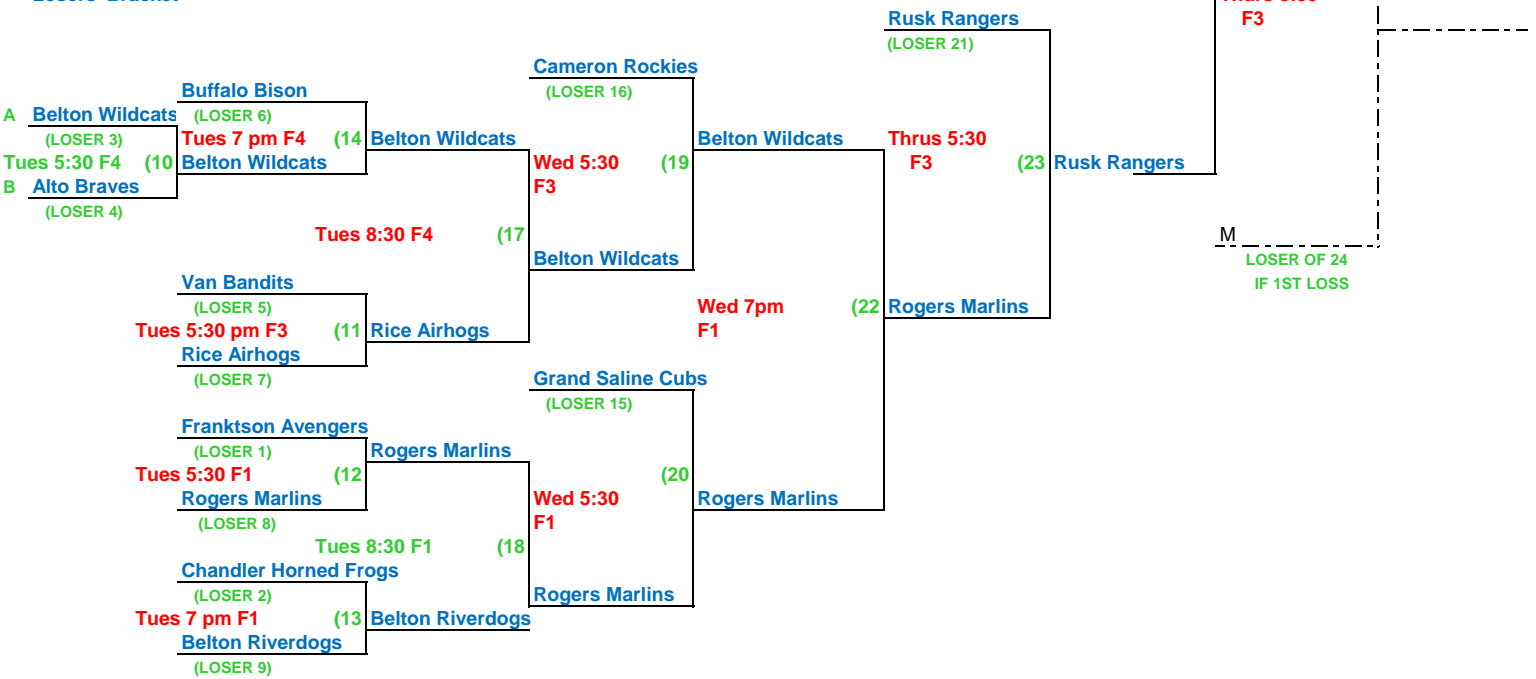 Rusk Rangers
F3
(LOSER 21)
Cameron Rockies
Buffalo Bison
(LOSER 16)
A Belton Wildcats (LOSER 6)
(LOSER 3) Tues 7 pm F4 (14 Belton Wildcats Belton Wildcats Thrus 5:30
Tues 5:30 F4 (10 Belton Wildcats Wed 5:30 (19 F3 (23 Rusk Rangers
B Alto Braves F3
(LOSER 4)
Tues 8:30 F4 (17 M
Belton Wildcats LOSER OF 24
Van Bandits IF 1ST LOSS
(LOSER 5) Wed 7pm (22 Rogers Marlins
Tues 5:30 pm F3 (11 Rice Airhogs F1
Rice Airhogs
(LOSER 7) Grand Saline Cubs
(LOSER 15)
Franktson Avengers
(LOSER 1) Rogers Marlins
Tues 5:30 F1 (12 (20
Rogers Marlins Wed 5:30 Rogers Marlins
(LOSER 8) F1
Tues 8:30 F1 (18
Chandler Horned Frogs
(LOSER 2) Rogers Marlins
Tues 7 pm F1 (13 Belton Riverdogs
Belton Riverdogs
(LOSER 9)